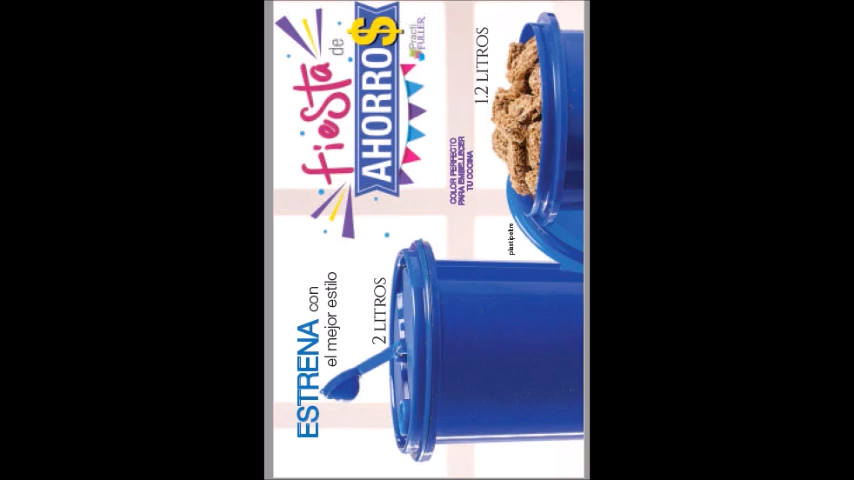 ESTRENA con
el mejor estilo
fiesta
de
AHORRO$
Practi
FULLER
2 LITROS
COLOR PERFECTO
PARA EMBELLECER
TU COCINA
1.2 LITROS
plastipoltre